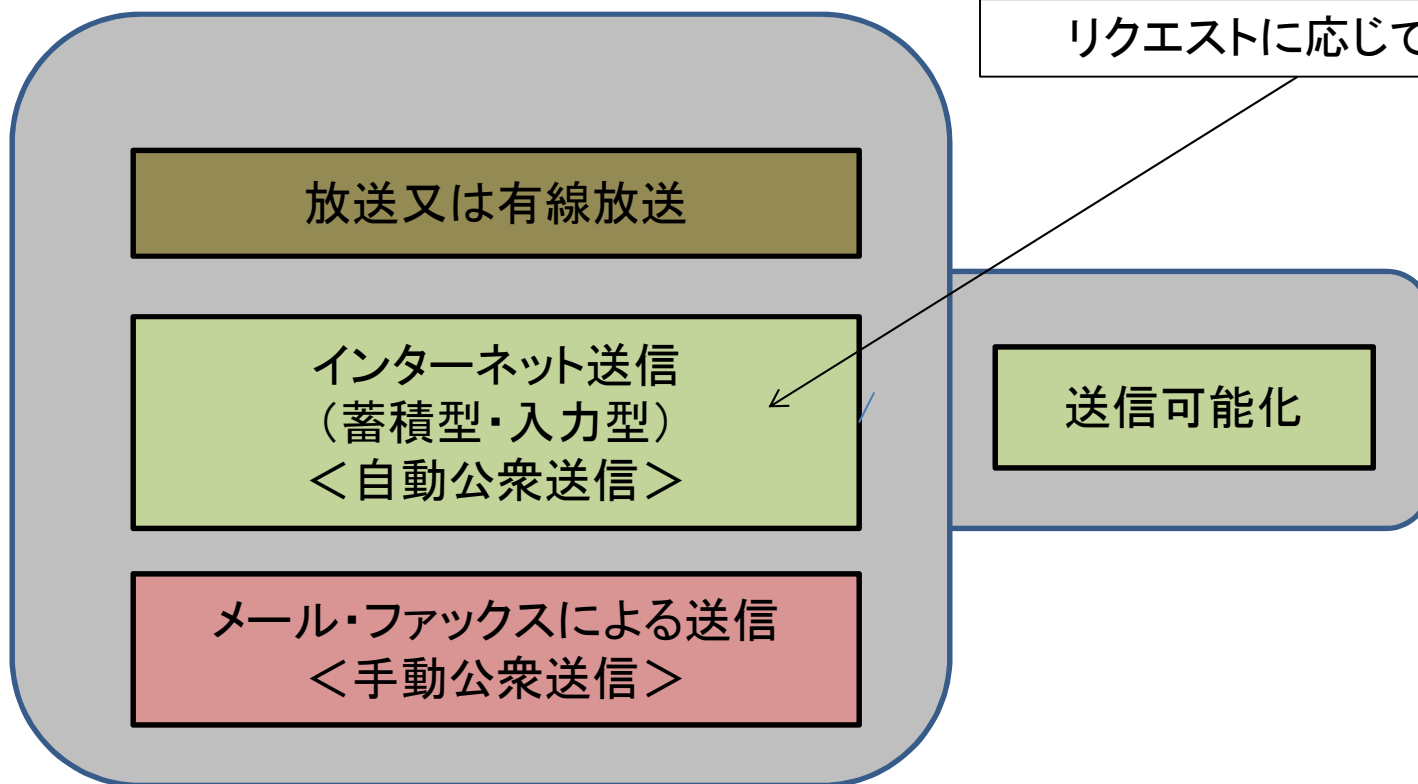 リクエストに応じて
放送又は有線放送
インターネット送信
（蓄積型・入力型）
＜自動公衆送信＞
送信可能化
メール・ファックスによる送信
＜手動公衆送信＞